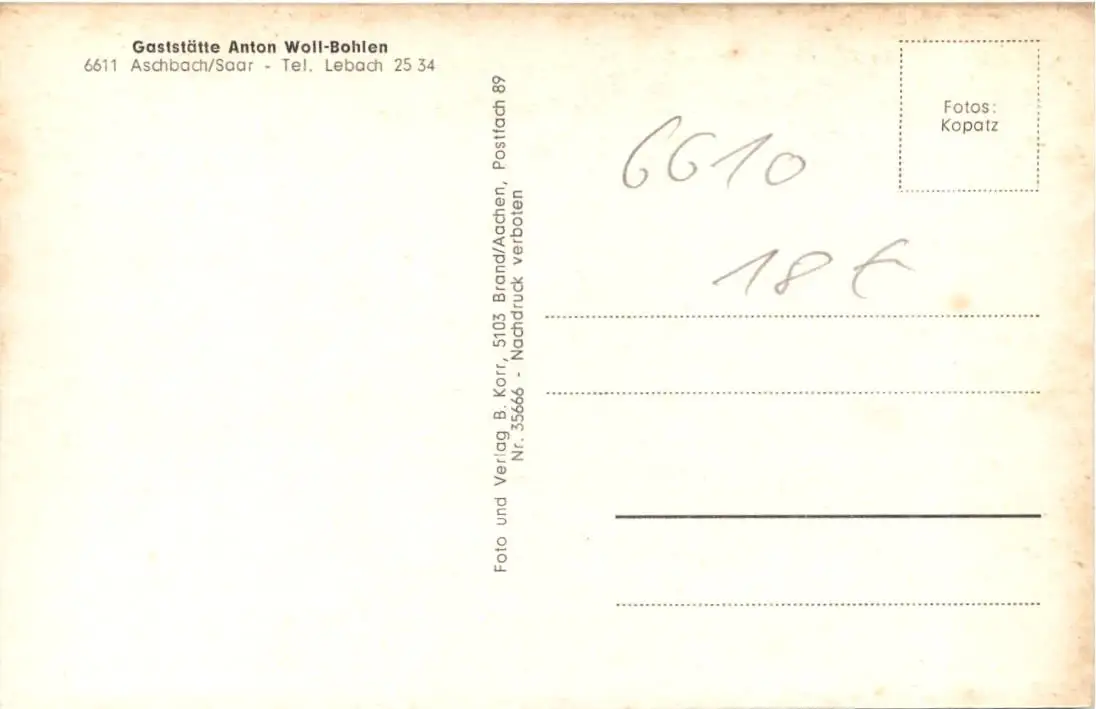 Gaststätte Anton Woll-Bohlen
6611 Aschbach/Saar - Tel. Lebach 25 34
Foto und Verlag B. Korr, 5103 Brand/Aachen, Postfach 89
Nr. 35666 - Nachdruck verboten
Fotos:
Kopatz
6610
18 €